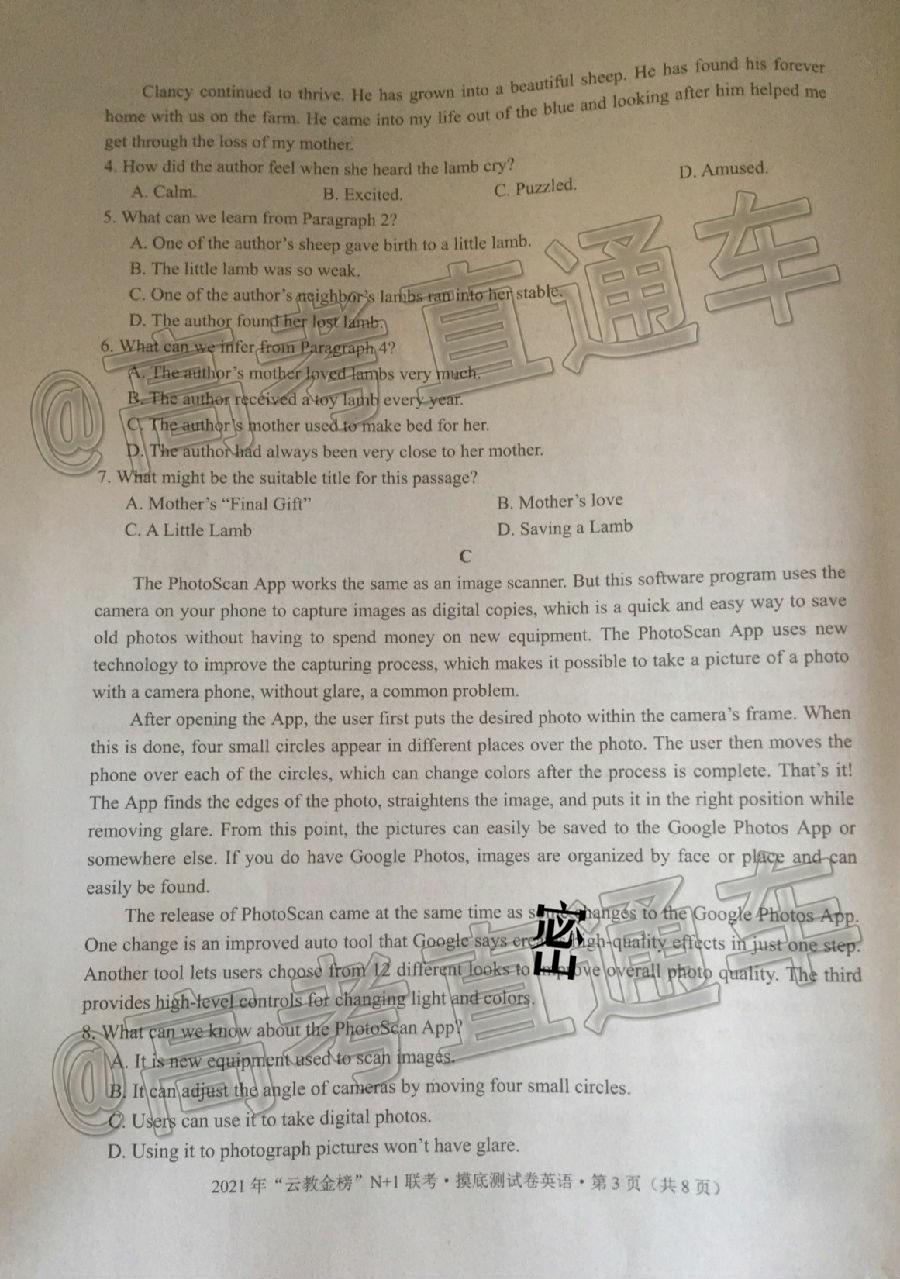 Clancy continued to thrive. He has grown into a beautiful sheep. He has found his forever
home with us on the farm. He came into my life out of the blue and looking after him helped me
get through the loss of my mother.
4. How did the author feel when she heard the lamb cry?
A. Calm. B. Excited. C. Puzzled. D. Amused.
5. What can we learn from Paragraph 2?
A. One of the author's sheep gave birth to a little lamb.
B. The little lamb was so weak.
C. One of the author's neighbor's lambs ran into her stable.
D. The author found her lost lamb.
6. What can we infer from Paragraph 4?
A. The author's mother loved lambs very much.
B. The author received a toy lamb every year.
C. The author's mother used to make bed for her.
D. The author had always been very close to her mother.
7. What might be the suitable title for this passage?
A. Mother's “Final Gift” B. Mother's love
C. A Little Lamb D. Saving a Lamb
C
The PhotoScan App works the same as an image scanner. But this software program uses the
camera on your phone to capture images as digital copies, which is a quick and easy way to save
old photos without having to spend money on new equipment. The PhotoScan App uses new
technology to improve the capturing process, which makes it possible to take a picture of a photo
with a camera phone, without glare, a common problem.
After opening the App, the user first puts the desired photo within the camera's frame. When
this is done, four small circles appear in different places over the photo. The user then moves the
phone over each of the circles, which can change colors after the process is complete. That's it!
The App finds the edges of the photo, straightens the image, and puts it in the right position while
removing glare. From this point, the pictures can easily be saved to the Google Photos App or
somewhere else. If you do have Google Photos, images are organized by face or place and can
easily be found.
The release of PhotoScan came at the same time as changes to the Google Photos App.
One change is an improved auto tool that Google says high-quality effects in just one step.
Another tool lets users choose from 12 different looks to improve overall photo quality. The third
provides high-level controls for changing light and colors.
8. What can we know about the PhotoScan App?
A. It is new equipment used to scan images.
B. It can adjust the angle of cameras by moving four small circles.
C. Users can use it to take digital photos.
D. Using it to photograph pictures won't have glare.
2021年“云教金榜”N+1联考·摸底测试卷英语·第3页（共8页）
@高考直通车
@高考直通车
密